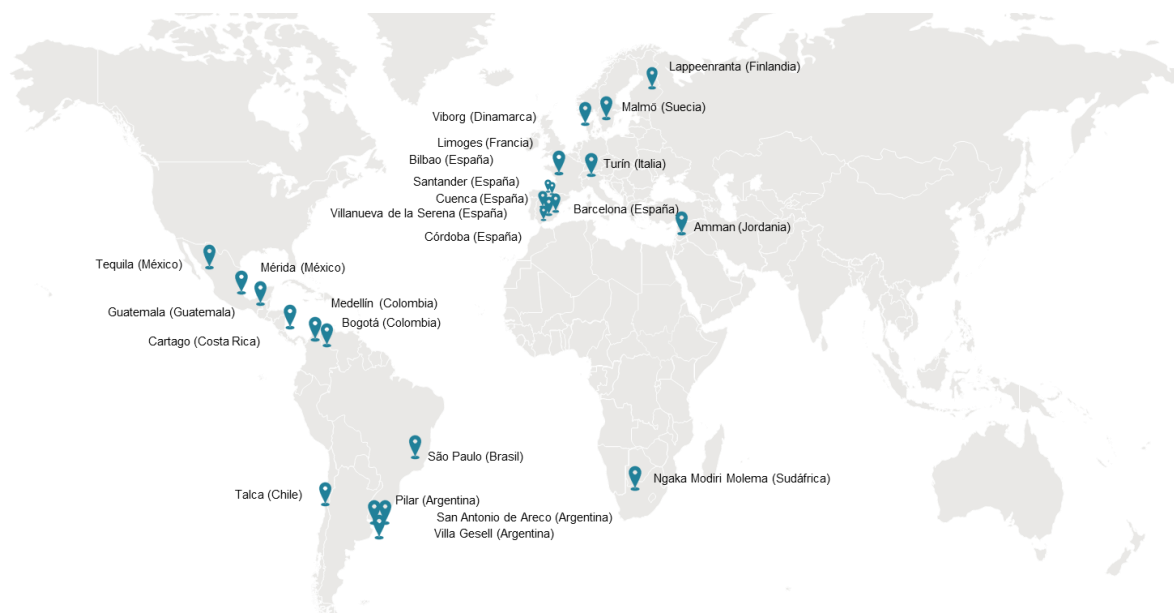 Lappeenranta (Finlandia)
Malmö (Suecia)
Viborg (Dinamarca)
Limoges (Francia)
Bilbao (España)
Turín (Italia)
Santander (España)
Cuenca (España)
Barcelona (España)
Villanueva de la Serena (España)
Amman (Jordania)
Córdoba (España)
Tequila (México)
Mérida (México)
Medellín (Colombia)
Guatemala (Guatemala)
Bogotá (Colombia)
Cartago (Costa Rica)
São Paulo (Brasil)
Ngaka Modiri Molema (Sudáfrica)
Talca (Chile)
Pilar (Argentina)
San Antonio de Areco (Argentina)
Villa Gesell (Argentina)